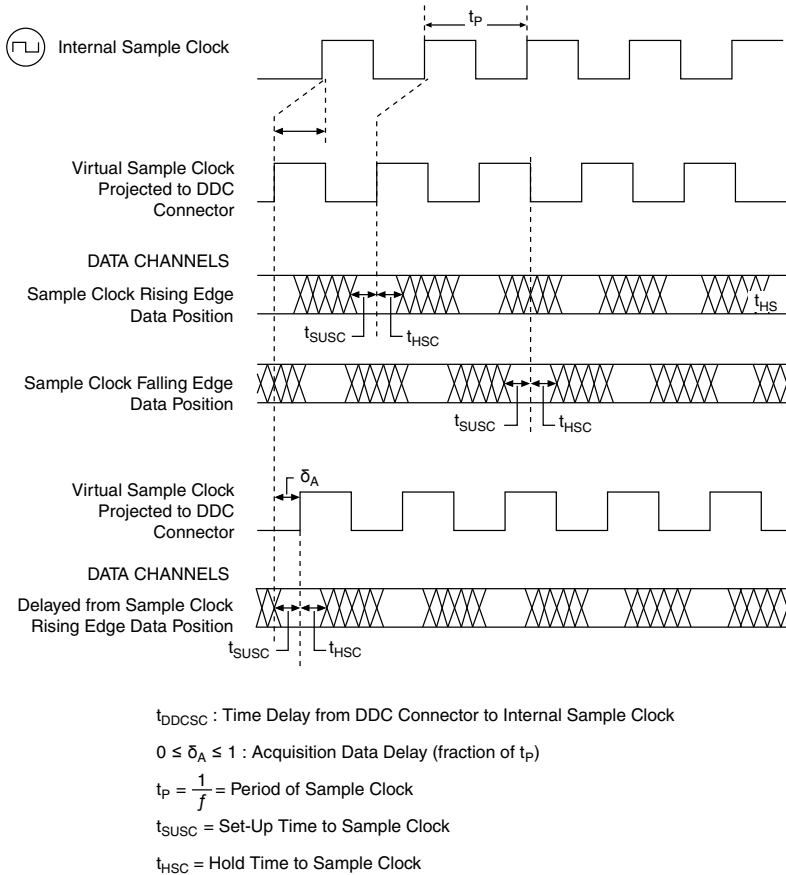 t_P
Internal Sample Clock
Virtual Sample Clock
Projected to DDC
Connector
DATA CHANNELS
Sample Clock Rising Edge
Data Position
t_HS
t_SUSC
t_HSC
Sample Clock Falling Edge
Data Position
t_SUSC
t_HSC
δ_A
Virtual Sample Clock
Projected to DDC
Connector
DATA CHANNELS
Delayed from Sample Clock
Rising Edge Data Position
t_SUSC
t_HSC
t_DDCSC : Time Delay from DDC Connector to Internal Sample Clock
0 ≤ δ_A ≤ 1 : Acquisition Data Delay (fraction of t_P)
t_P = 1/f = Period of Sample Clock
t_SUSC = Set-Up Time to Sample Clock
t_HSC = Hold Time to Sample Clock